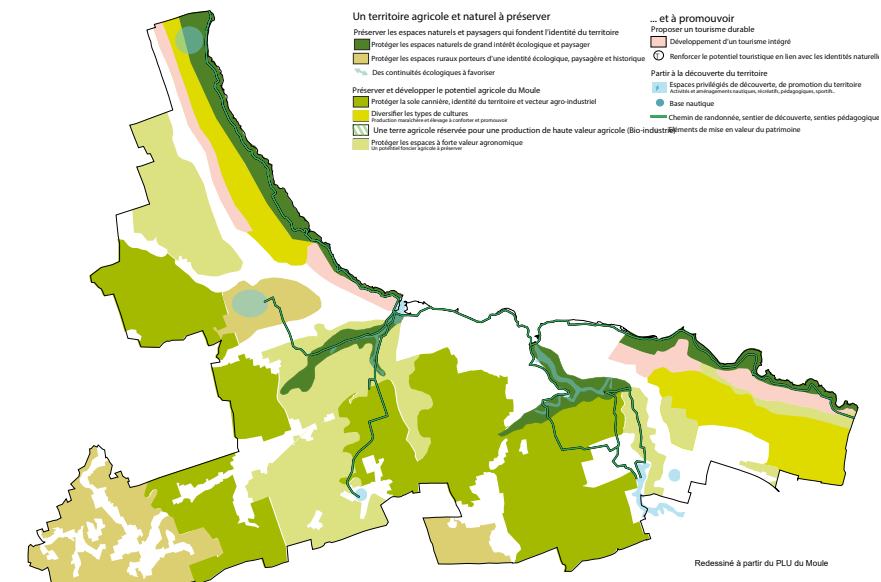 Un territoire agricole et naturel à préserver
Préserver les espaces naturels et paysagers qui fondent l'identité du territoire
Protéger les espaces naturels de grand intérêt écologique et paysager
Protéger les espaces ruraux porteurs d'une identité écologique, paysagère et historique
Des continuités écologiques à favoriser
Préserver et développer le potentiel agricole du Moule
Protéger la sole cannière, identité du territoire et vecteur agro-industriel
Diversifier les types de cultures
Production maraîchère et élevage à conforter et promouvoir
Une terre agricole réservée pour une production de haute valeur agricole (Bio-industrie)
Protéger les espaces à forte valeur agronomique
Un potentiel foncier agricole à préserver
... et à promouvoir
Proposer un tourisme durable
Développement d'un tourisme intégré
Renforcer le potentiel touristique en lien avec les identités naturelle
Partir à la découverte du territoire
Espaces privilégiés de découverte, de promotion du territoire
Activités et aménagements nautiques, récréatifs, pédagogiques, sportifs..
Base nautique
Chemin de randonnée, sentier de découverte, senties pédagogique
Eléments de mise en valeur du patrimoine
Redessiné à partir du PLU du Moule